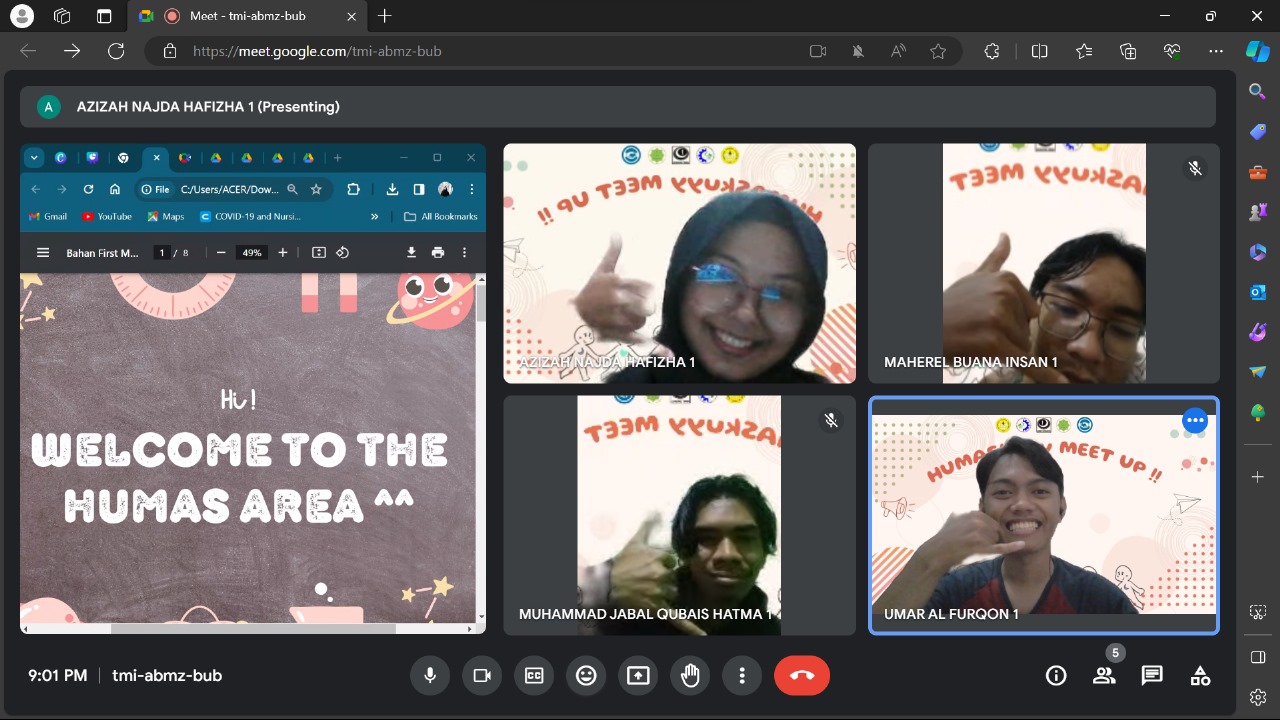 Meet - tmi-abmz-bub
https://meet.google.com/tmi-abmz-bub
A AZIZAH NAJDA HAFIZHA 1 (Presenting)
File C:/Users/ACER/Dow...
Gmail YouTube Maps COVID-19 and Nursi... » All Bookmarks
Bahan First M... 1 / 8 49%
Hi!
WELCOME TO THE
HUMAS AREA ^^
MEET UP !!
AZIZAH NAJDA HAFIZHA 1
MEET
MAHEREL BUANA INSAN 1
MEET
MUHAMMAD JABAL QUBAIS HATMA 1
MEET UP !!
UMAR AL FURQON 1
9:01 PM tmi-abmz-bub
5